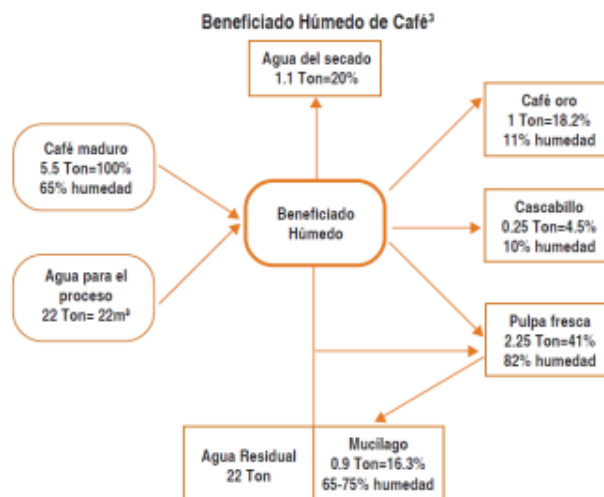 Beneficiado Húmedo de Café³
Agua del secado
1.1 Ton=20%
Café oro
1 Ton=18.2%
11% humedad
Café maduro
5.5 Ton=100%
65% humedad
Beneficiado
Húmedo
Cascabillo
0.25 Ton=4.5%
10% humedad
Agua para el
proceso
22 Ton= 22m³
Pulpa fresca
2.25 Ton=41%
82% humedad
Agua Residual
22 Ton
Mucílago
0.9 Ton=16.3%
65-75% humedad